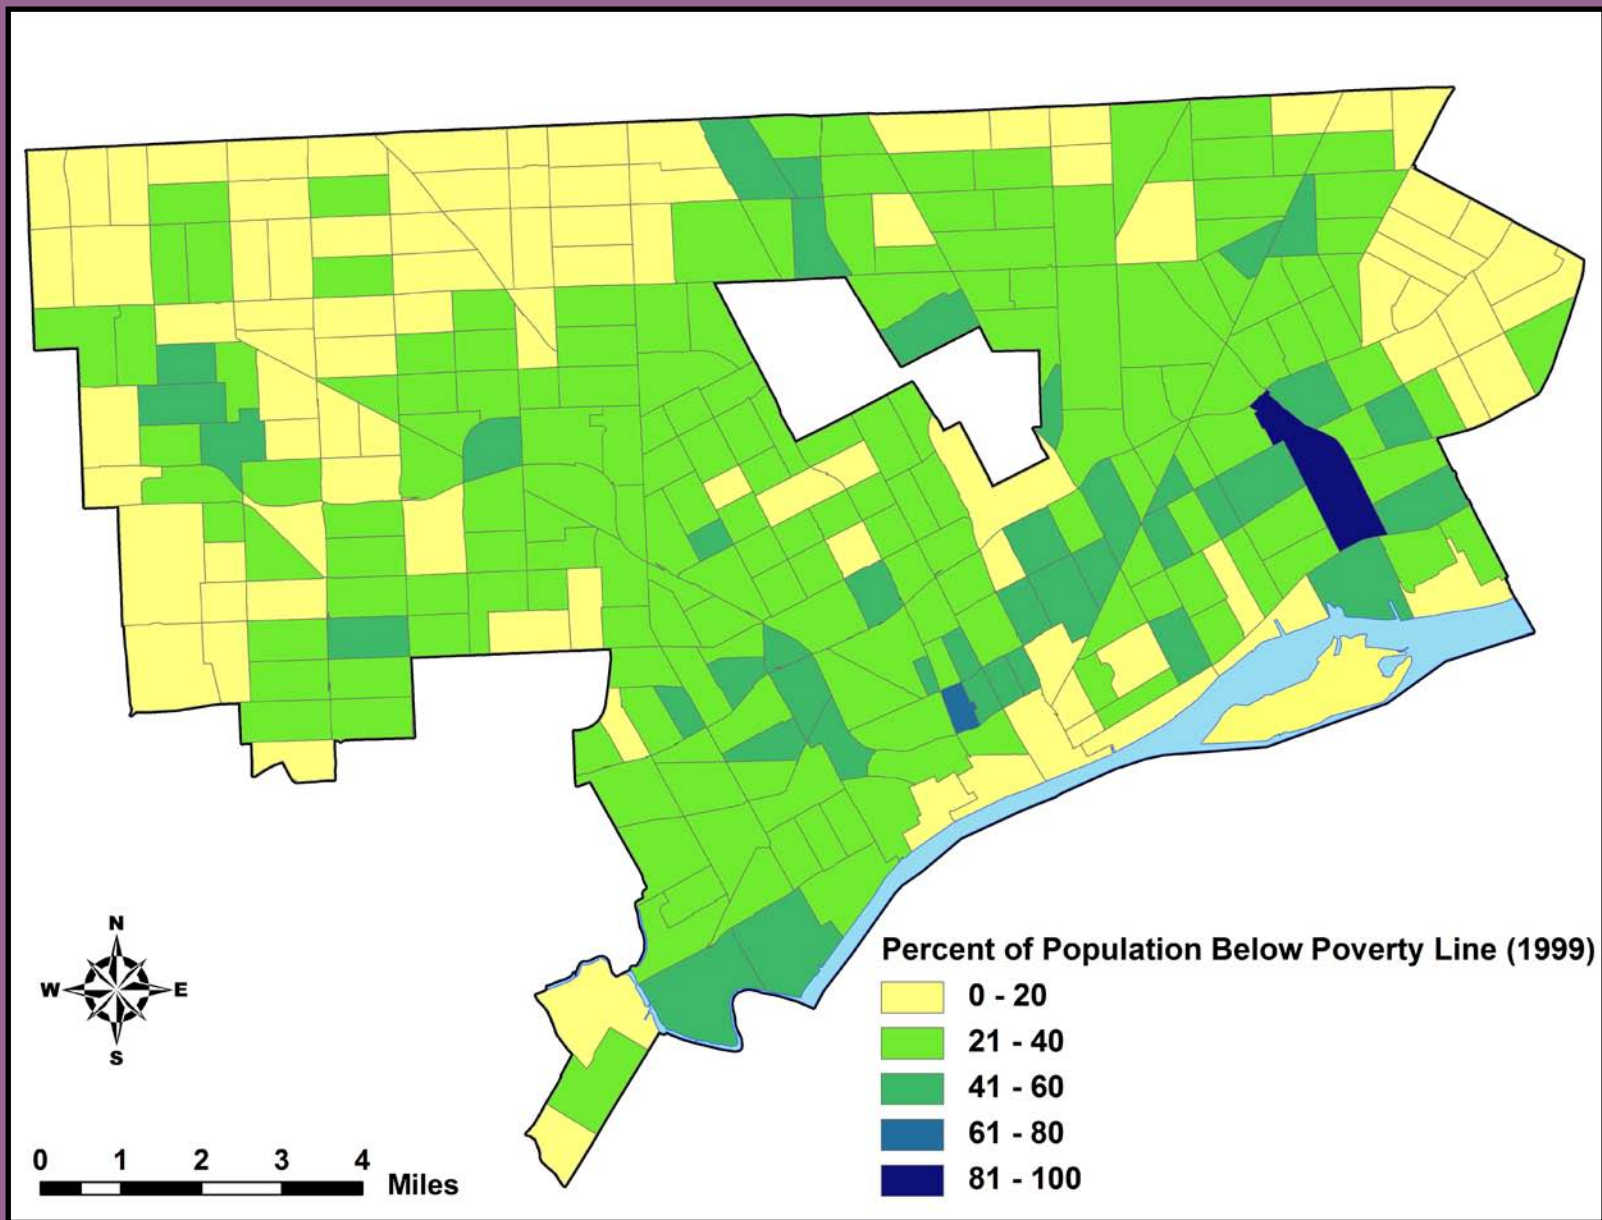 N
W E
S
0 1 2 3 4
Miles
Percent of Population Below Poverty Line (1999)
0 - 20
21 - 40
41 - 60
61 - 80
81 - 100